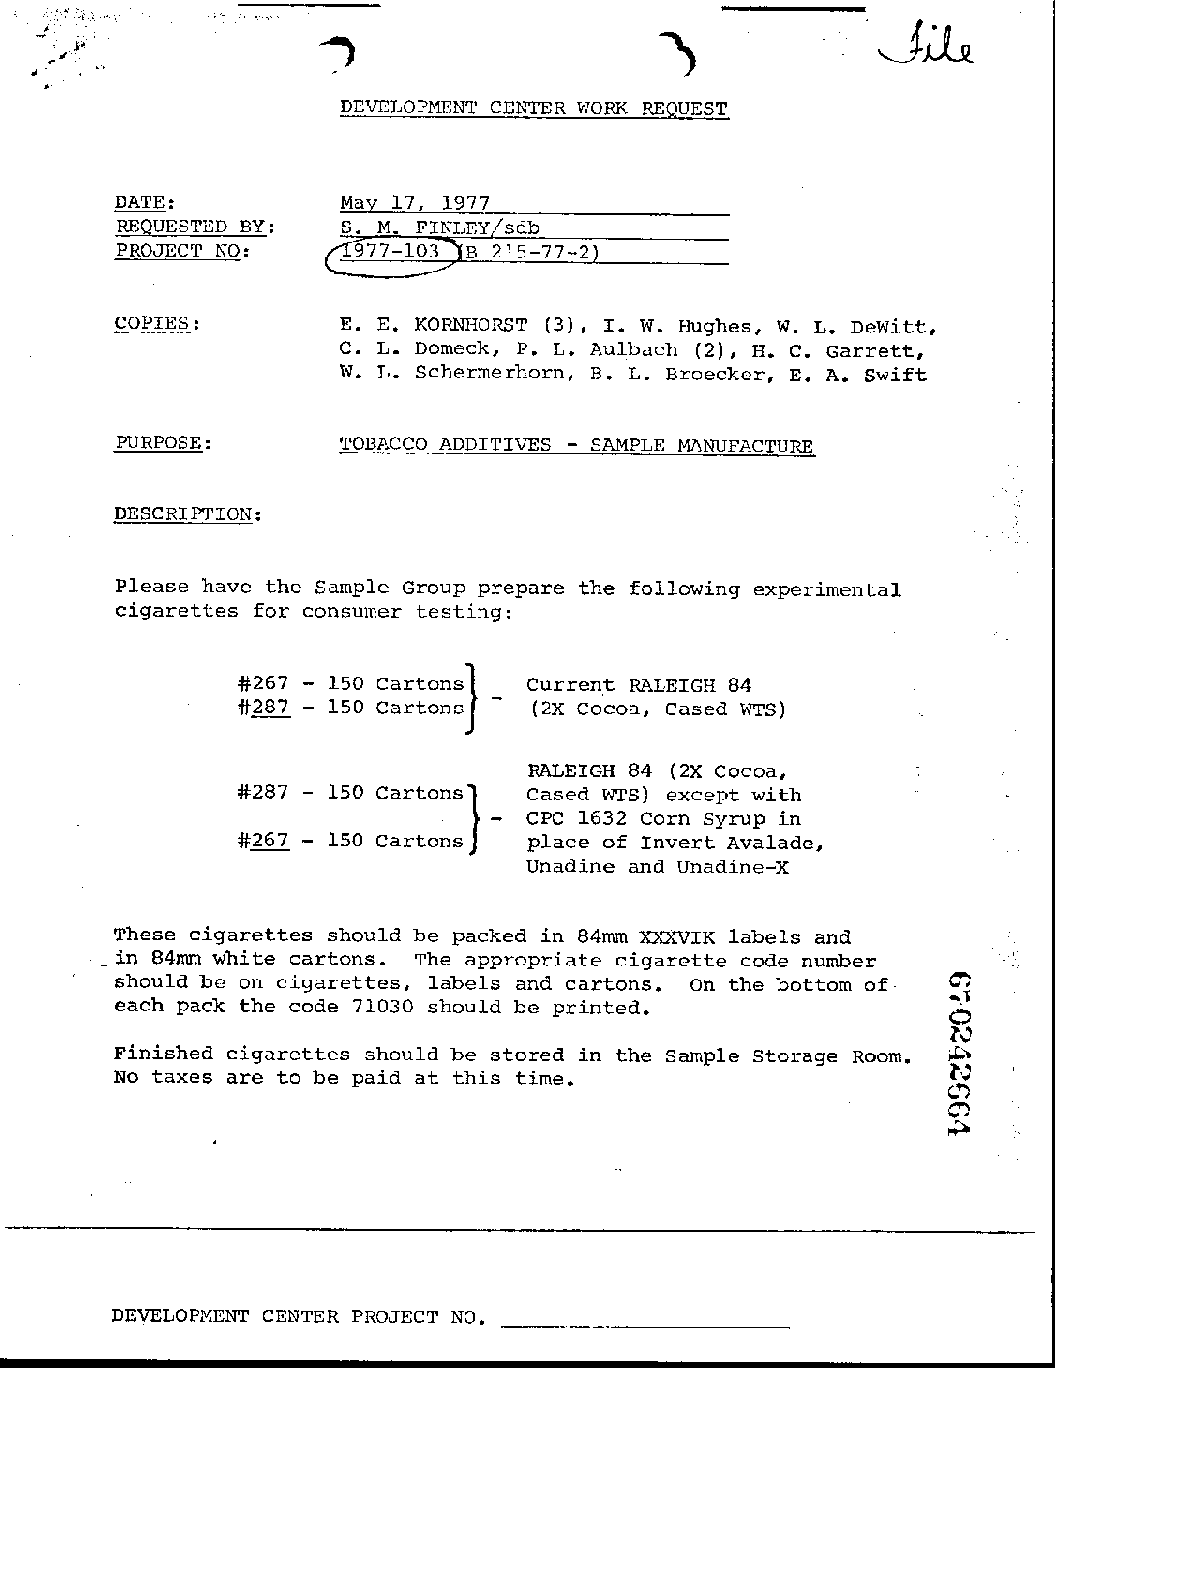 File
DEVELOPMENT CENTER WORK REQUEST
DATE: May 17, 1977
REQUESTED BY: S. M. FINLEY/sdb
PROJECT NO: 1977-103 (B 215-77-2)
COPIES: E. E. KORNHORST (3), I. W. Hughes, W. L. DeWitt,
C. L. Domeck, P. L. Aulbach (2), H. C. Garrett,
W. L. Schermerhorn, B. L. Broecker, E. A. Swift
PURPOSE: TOBACCO ADDITIVES - SAMPLE MANUFACTURE
DESCRIPTION:
Please have the Sample Group prepare the following experimental
cigarettes for consumer testing:
#267 - 150 Cartons - Current RALEIGH 84
#287 - 150 Cartons (2X Cocoa, Cased WTS)
RALEIGH 84 (2X Cocoa,
#287 - 150 Cartons Cased WTS) except with
- CPC 1632 Corn Syrup in
#267 - 150 Cartons place of Invert Avalade,
Unadine and Unadine-X
These cigarettes should be packed in 84mm XXXVIK labels and
in 84mm white cartons. The appropriate cigarette code number
should be on cigarettes, labels and cartons. On the bottom of
each pack the code 71030 should be printed.
Finished cigarettes should be stored in the Sample Storage Room.
No taxes are to be paid at this time.
670242664
DEVELOPMENT CENTER PROJECT NO.